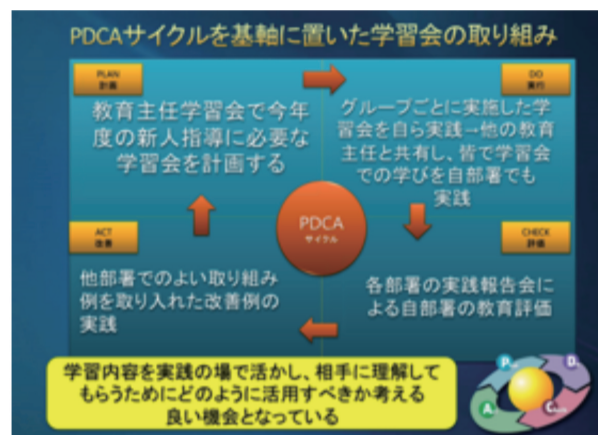 PDCAサイクルを基軸に置いた学習会の取り組み
PLAN
計画
教育主任学習会で今年
度の新人指導に必要な
学習会を計画する
DO
実行
グループごとに実施した学
習会を自ら実践→他の教育
主任と共有し、皆で学習会
での学びを自部署でも
実践
PDCA
サイクル
ACT
改善
他部署でのよい取り組み
例を取り入れた改善例の
実践
CHECK
評価
各部署の実践報告会に
よる自部署の教育評価
学習内容を実践の場で活かし、相手に理解して
もらうためにどのように活用すべきか考える
良い機会となっている